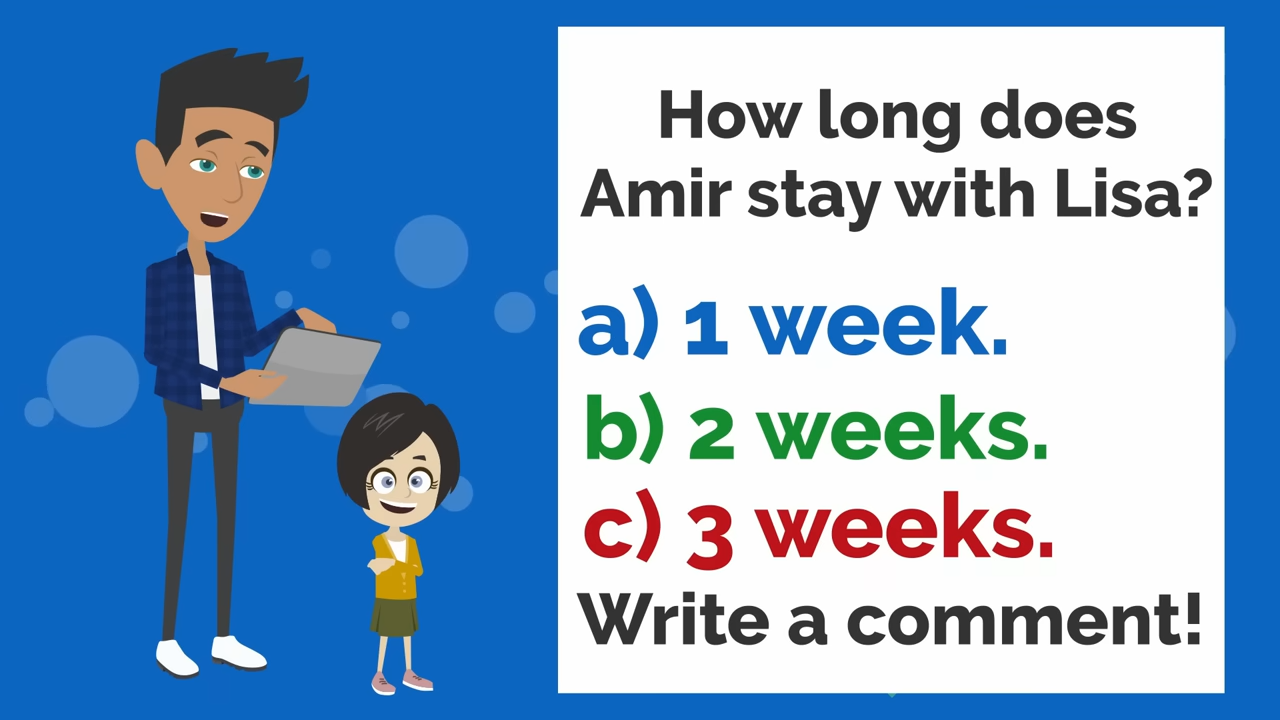 How long does
Amir stay with Lisa?
a) 1 week.
b) 2 weeks.
c) 3 weeks.
Write a comment!